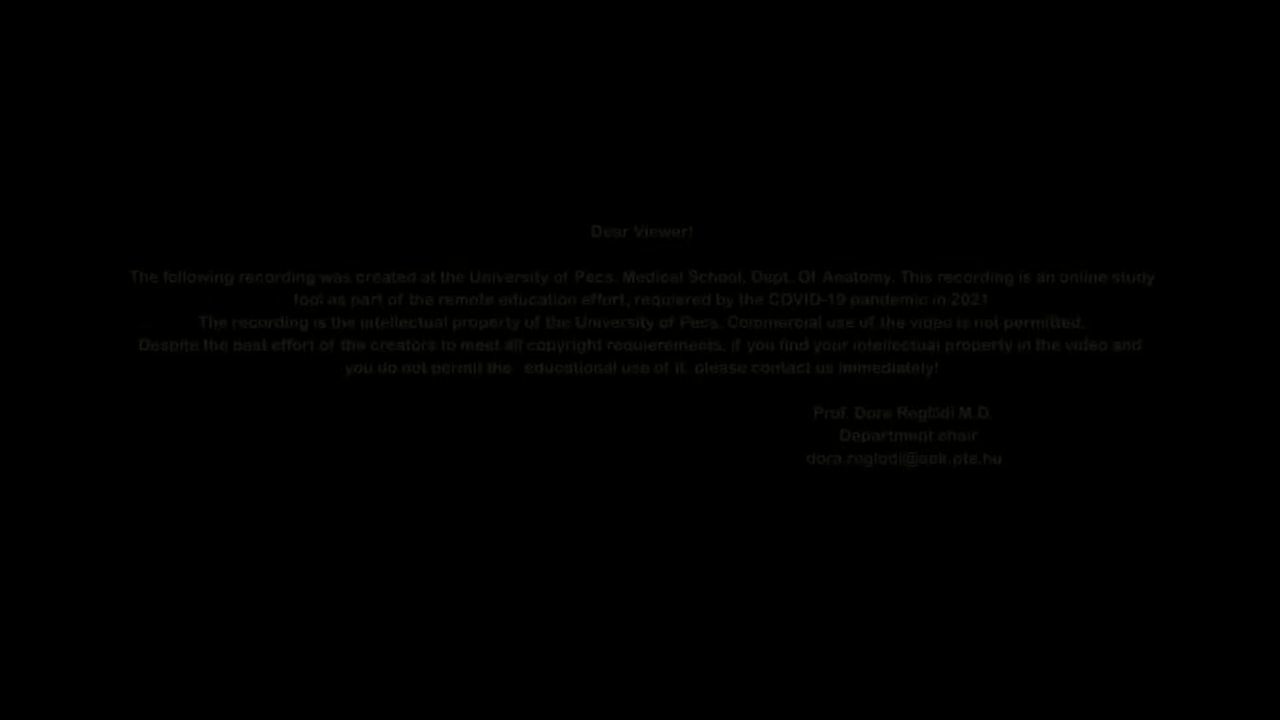 Dear Viewer!
The following recording was created at the University of Pecs, Medical School, Dept. Of Anatomy. This recording is an online study
tool as part of the remote education effort, requiered by the COVID-19 pandemic in 2021
The recording is the intellectual property of the University of Pecs. Commercial use of the video is not permitted.
Despite the best effort of the creators to meet all copyright requierements, if you find your intellectual property in the video and
you do not permit the educational use of it, please contact us immediately!
Prof. Dora Reglődi M.D.
Department chair
dora.reglodi@aok.pte.hu